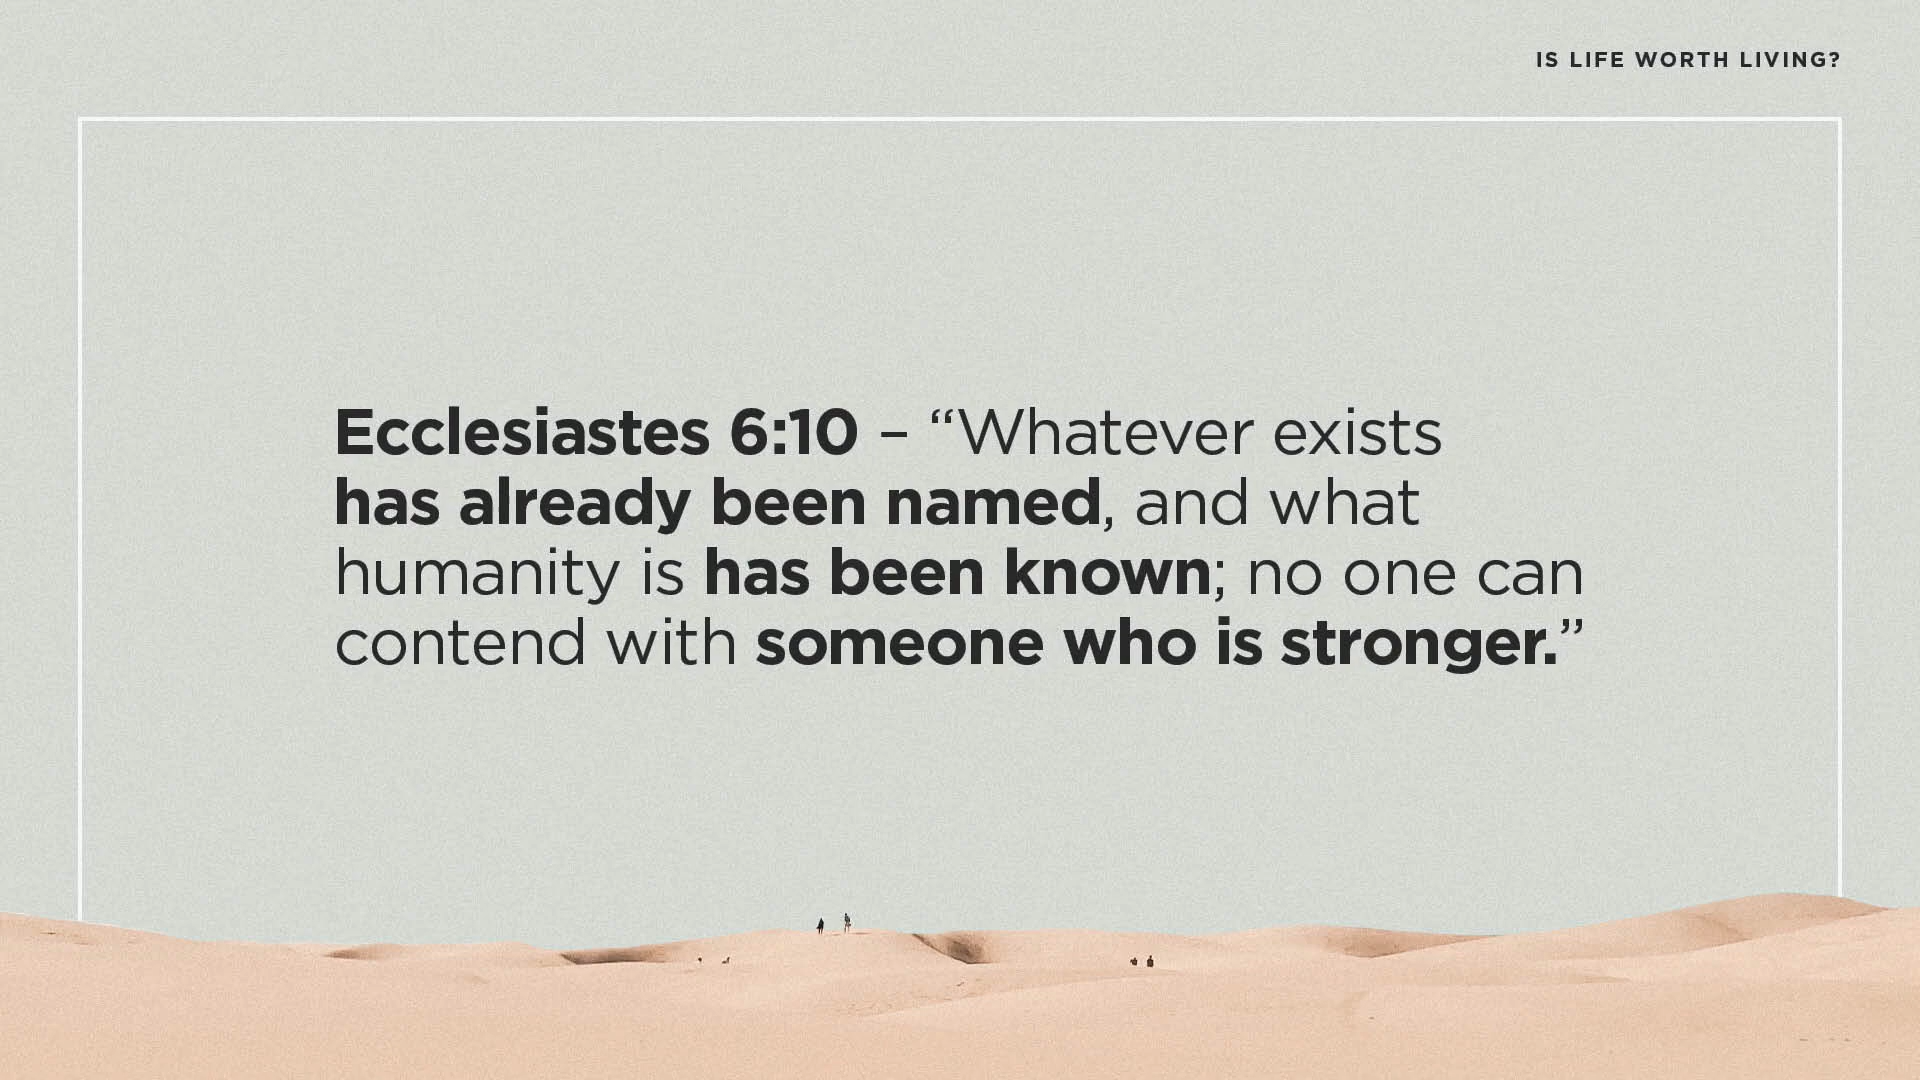 IS LIFE WORTH LIVING?
Ecclesiastes 6:10 – “Whatever exists
has already been named, and what
humanity is has been known; no one can
contend with someone who is stronger.”